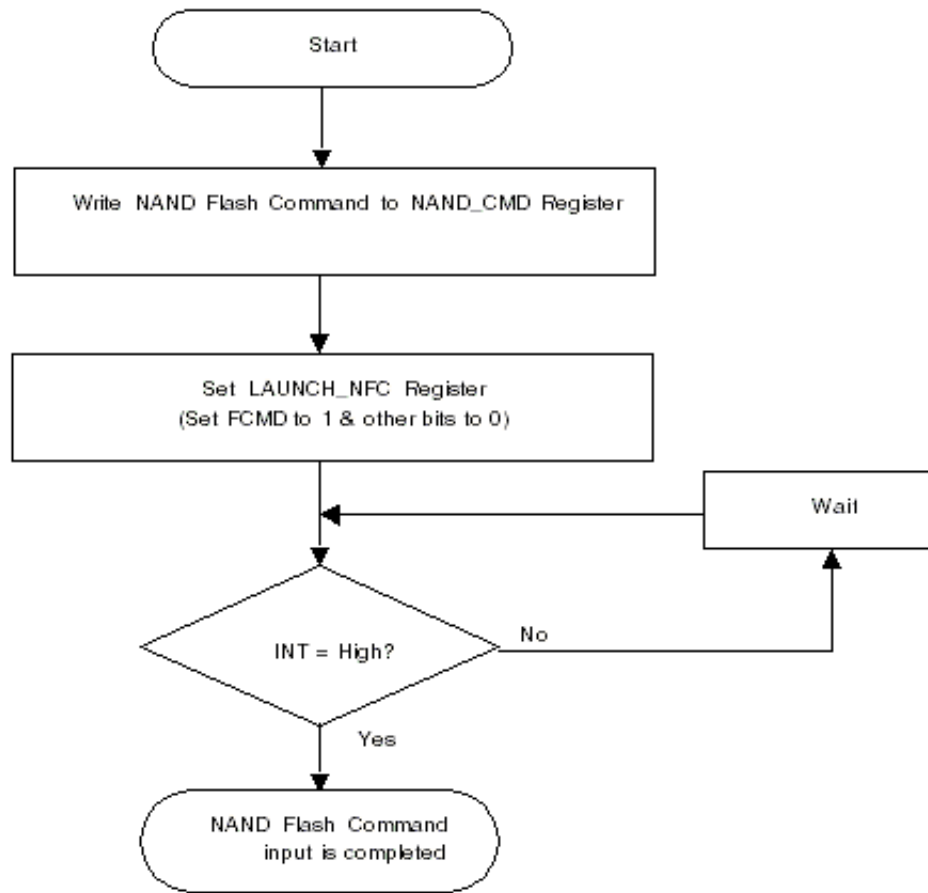 Start
Write NAND Flash Command to NAND_CMD Register
Set LAUNCH_NFC Register
(Set FCMD to 1 & other bits to 0)
Wait
INT = High?
No
Yes
NAND Flash Command
input is completed